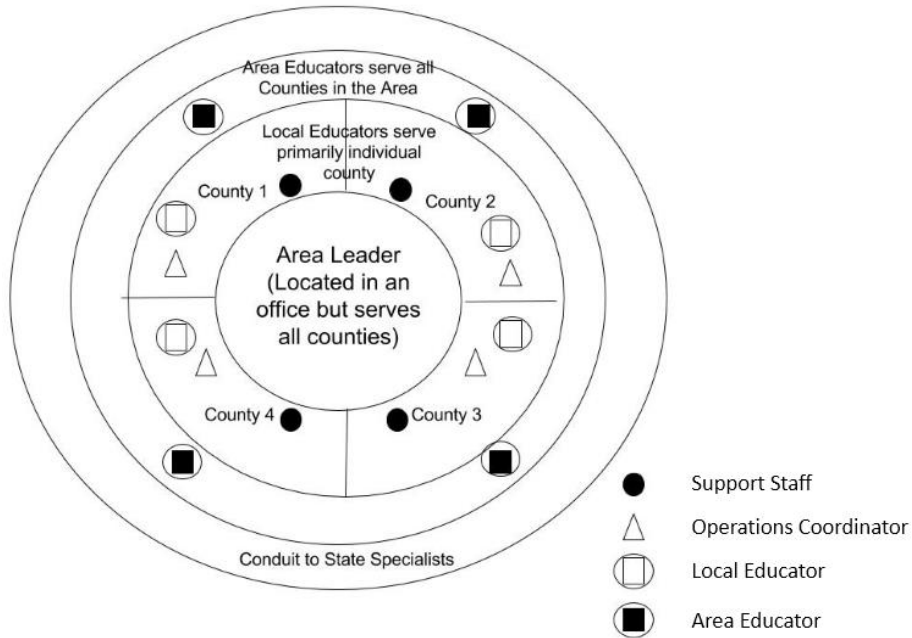 Area Educators serve all
Counties in the Area
Local Educators serve
primarily individual
county
County 1
County 2
Area Leader
(Located in an
office but serves
all counties)
County 4
County 3
Conduit to State Specialists
Support Staff
Operations Coordinator
Local Educator
Area Educator